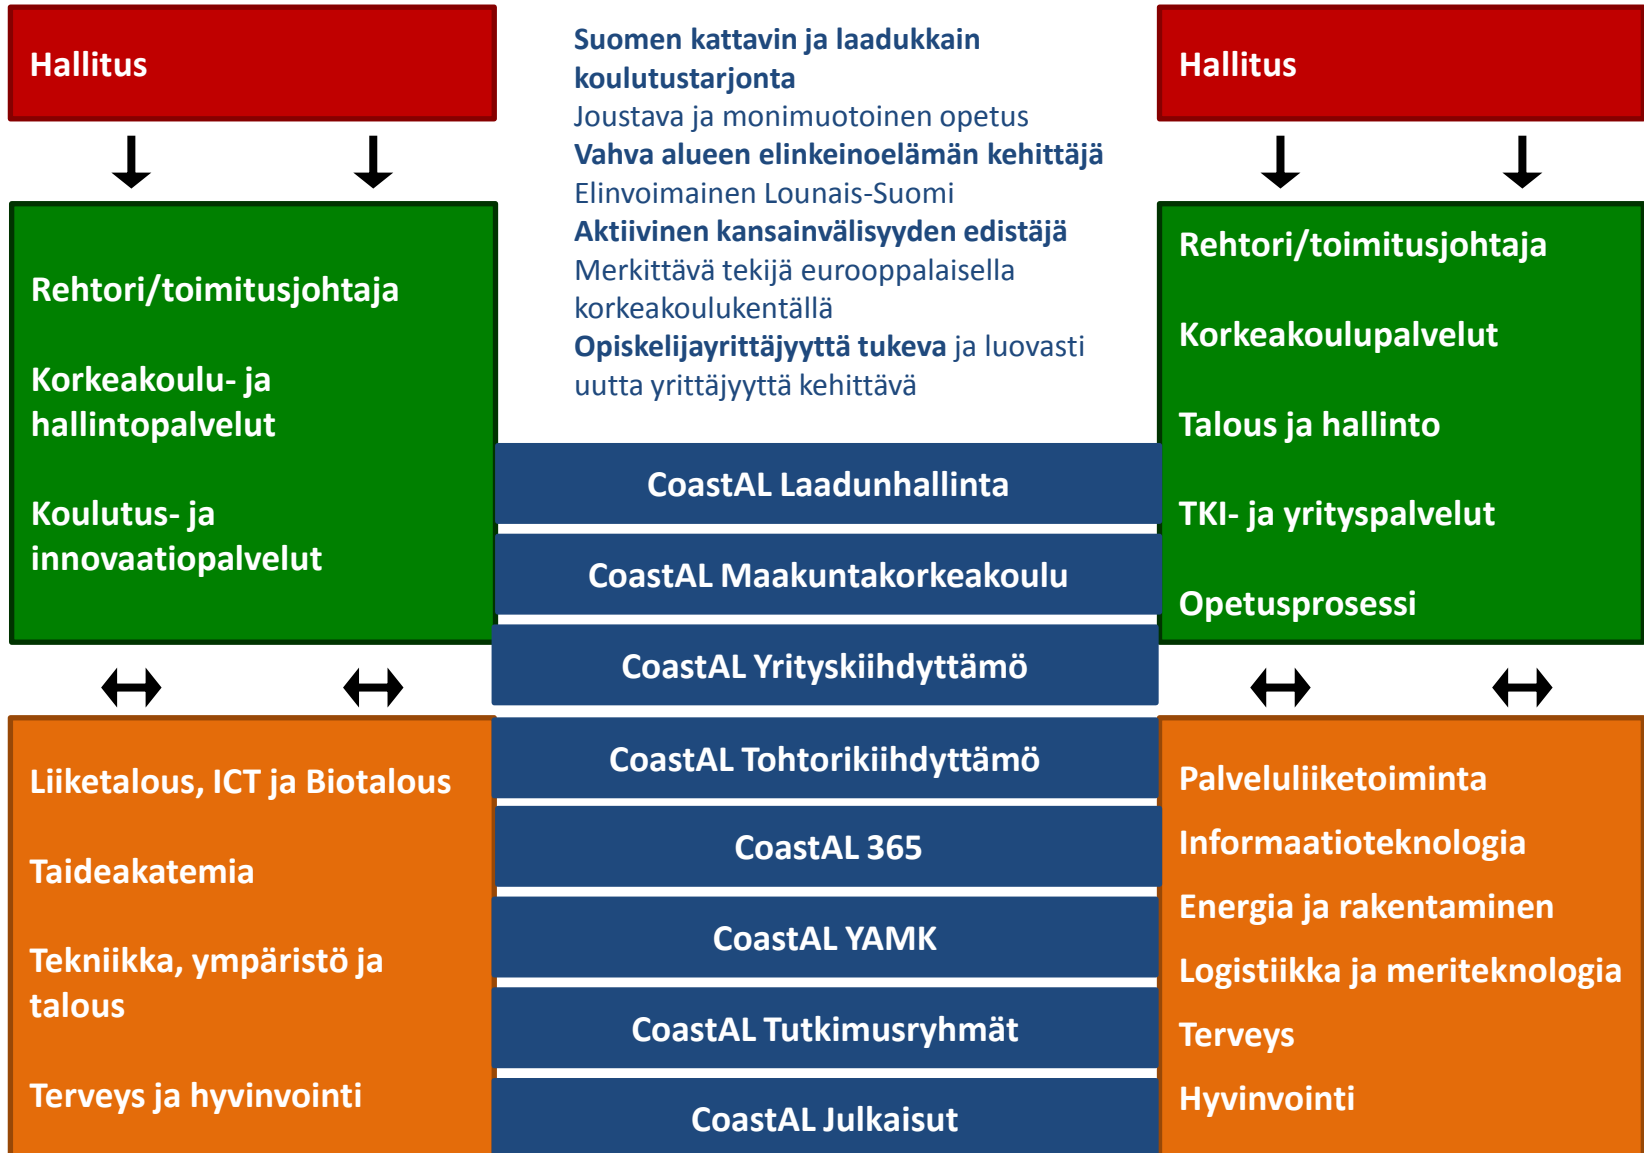 Hallitus
Rehtori/toimitusjohtaja
Korkeakoulu- ja
hallintopalvelut
Koulutus- ja
innovaatiopalvelut
Liiketalous, ICT ja Biotalous
Taideakatemia
Tekniikka, ympäristö ja
talous
Terveys ja hyvinvointi
Suomen kattavin ja laadukkain
koulutustarjonta
Joustava ja monimuotoinen opetus
Vahva alueen elinkeinoelämän kehittäjä
Elinvoimainen Lounais-Suomi
Aktiivinen kansainvälisyyden edistäjä
Merkittävä tekijä eurooppalaisella
korkeakoulukentällä
Opiskelijayrittäjyyttä tukeva ja luovasti
uutta yrittäjyyttä kehittävä
CoastAL Laadunhallinta
CoastAL Maakuntakorkeakoulu
CoastAL Yrityskiihdyttämö
CoastAL Tohtorikiihdyttämö
CoastAL 365
CoastAL YAMK
CoastAL Tutkimusryhmät
CoastAL Julkaisut
Hallitus
Rehtori/toimitusjohtaja
Korkeakoulupalvelut
Talous ja hallinto
TKI- ja yrityspalvelut
Opetusprosessi
Palveluliiketoiminta
Informaatioteknologia
Energia ja rakentaminen
Logistiikka ja meriteknologia
Terveys
Hyvinvointi